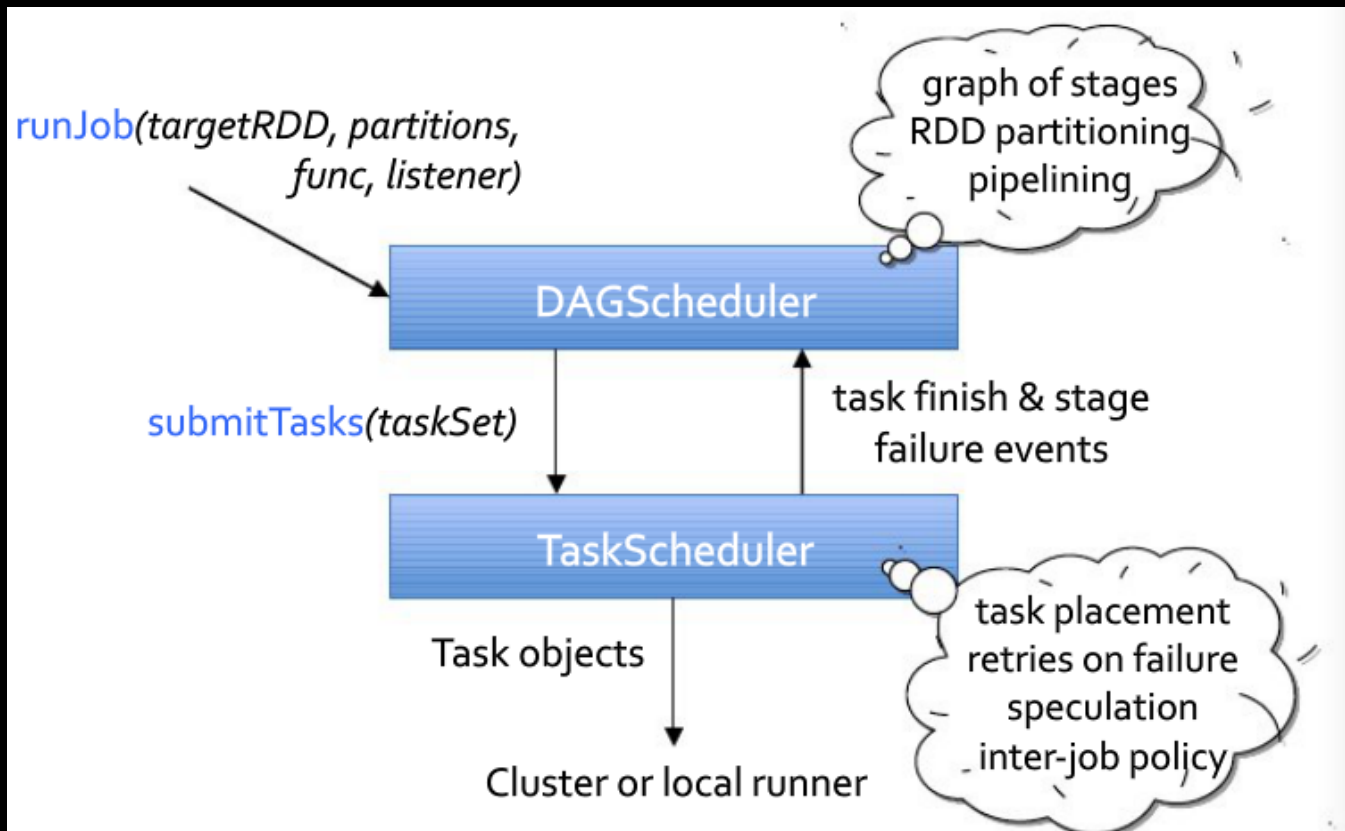 graph of stages
RDD partitioning
pipelining
runJob(targetRDD, partitions,
func, listener)
DAGScheduler
submitTasks(taskSet)
task finish & stage
failure events
TaskScheduler
Task objects
task placement
retries on failure
speculation
inter-job policy
Cluster or local runner